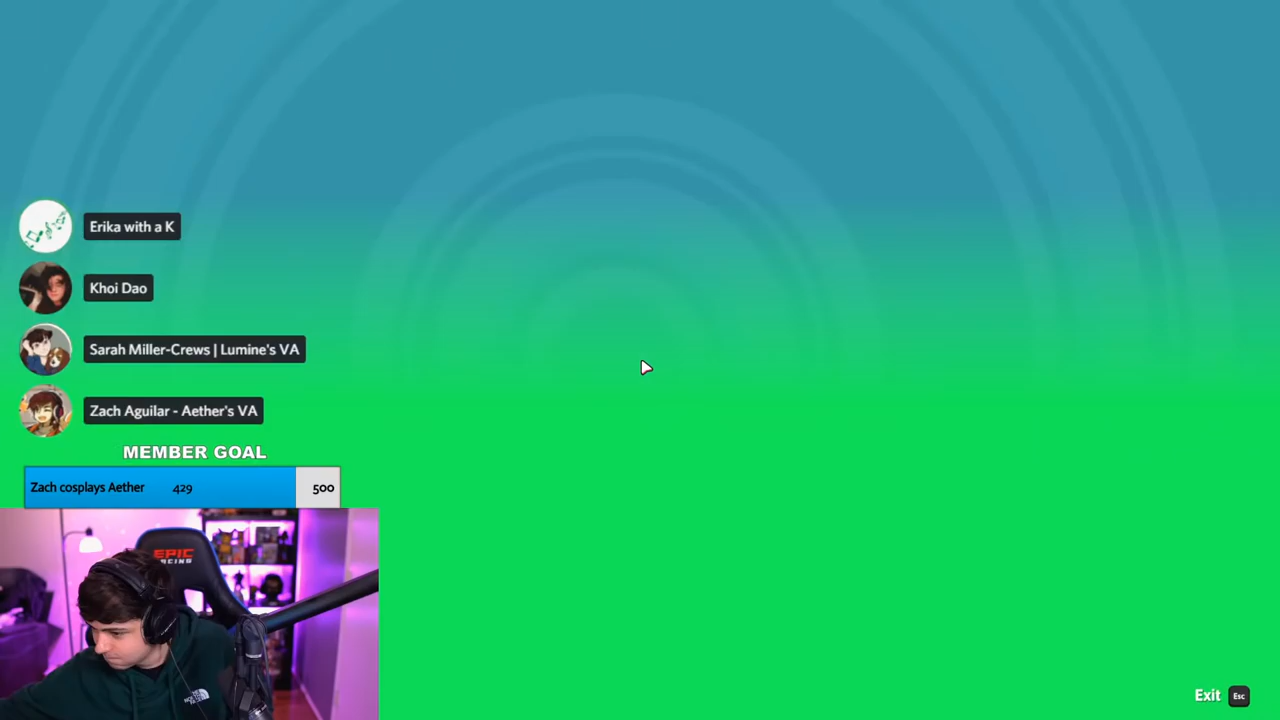 Erika with a K
Khoi Dao
Sarah Miller-Crews | Lumine's VA
Zach Aguilar - Aether's VA
MEMBER GOAL
Zach cosplays Aether 429 500
EPIC
RACING
Exit Esc